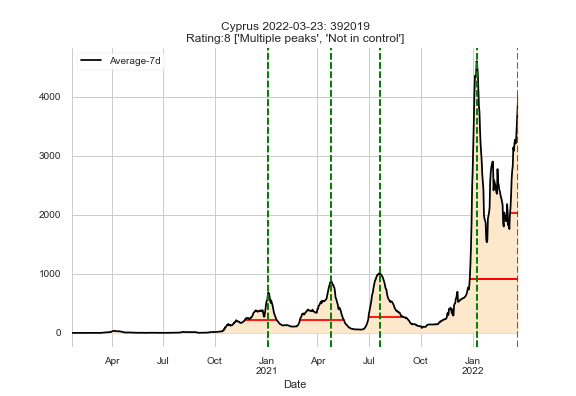 Cyprus 2022-03-23: 392019
Rating:8 ['Multiple peaks', 'Not in control']
Average-7d
4000
3000
2000
1000
0
Apr
Jul
Oct
Jan
2021
Apr
Jul
Oct
Jan
2022
Date